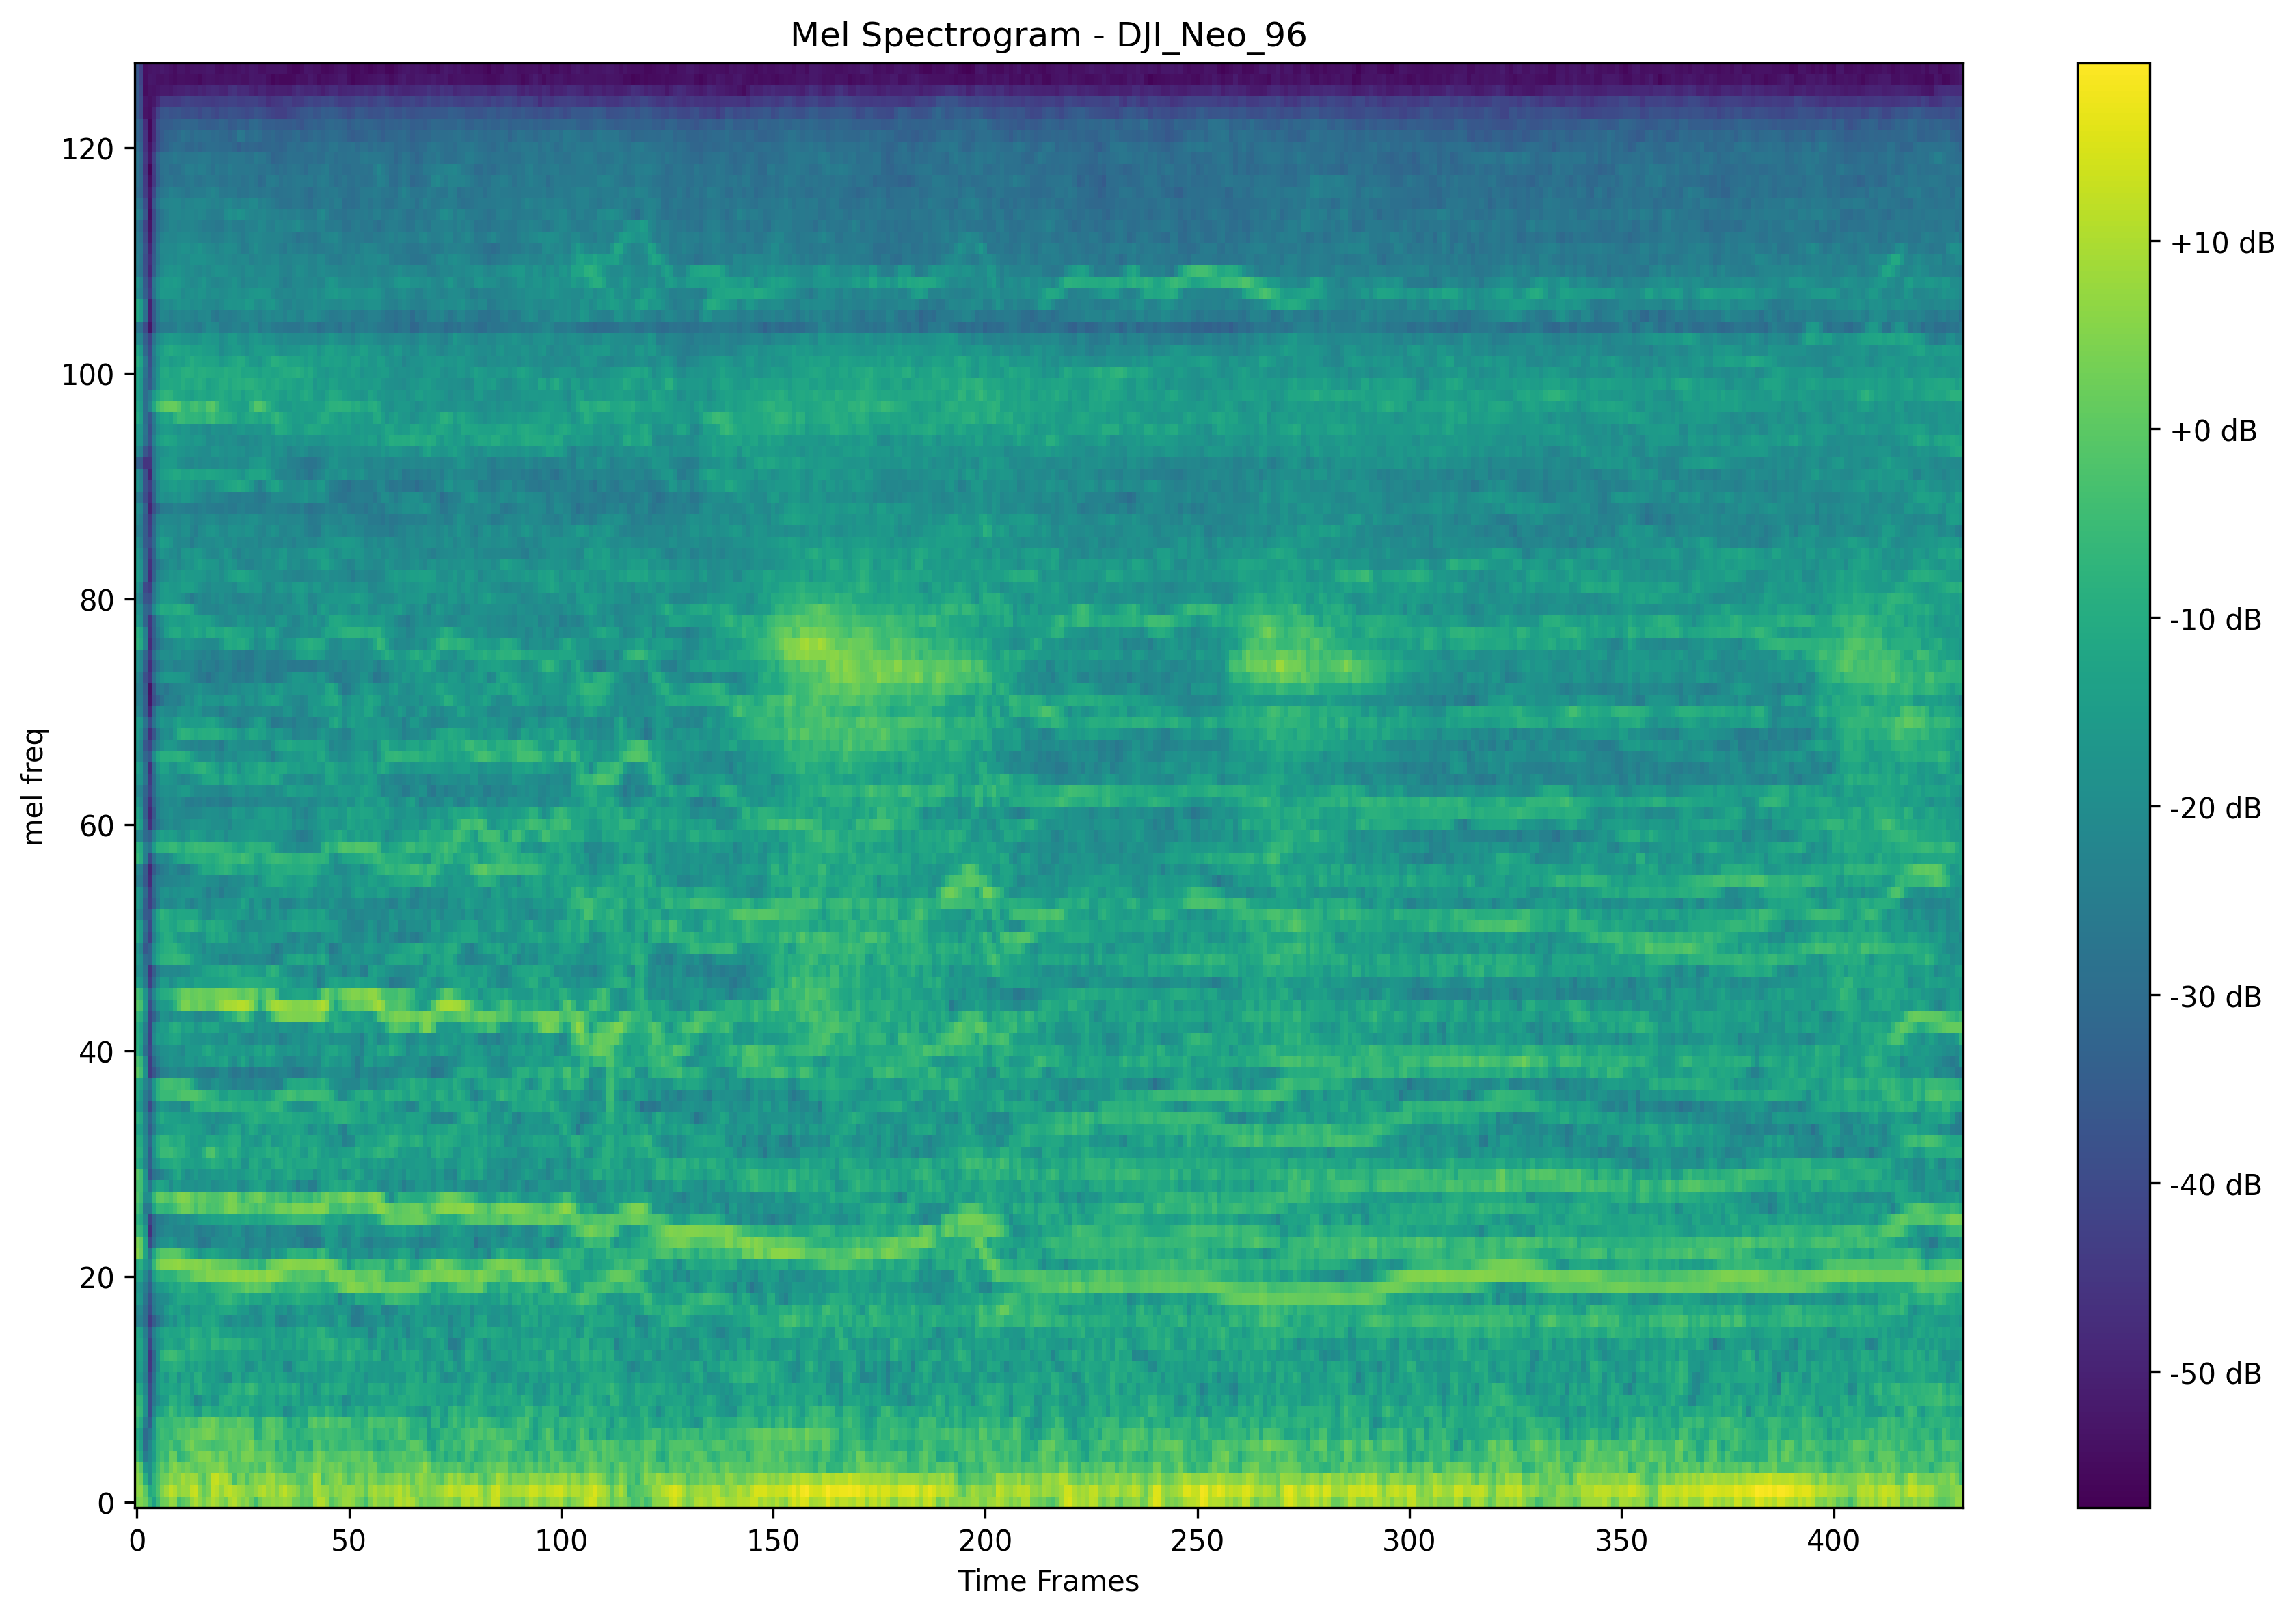 Mel Spectrogram - DJI_Neo_96
mel freq
120
100
80
60
40
20
0
0 50 100 150 200 250 300 350 400
Time Frames
+10 dB
+0 dB
-10 dB
-20 dB
-30 dB
-40 dB
-50 dB